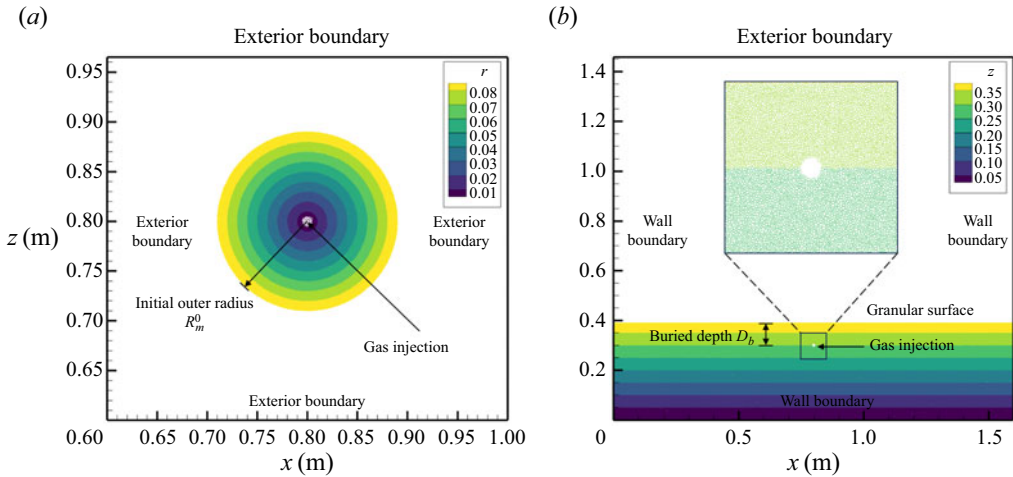 (a)
Exterior boundary
0.95
0.90
0.85
0.80
z (m)
0.75
0.70
0.65
0.60
0.65
0.70
0.75
0.80
0.85
0.90
0.95
1.00
x (m)
r
0.08
0.07
0.06
0.05
0.04
0.03
0.02
0.01
Exterior
boundary
Exterior
boundary
Initial outer radius
R_m^0
Gas injection
Exterior boundary
(b)
Exterior boundary
1.4
1.2
1.0
0.8
0.6
0.4
0.2
0
0.5
1.0
1.5
x (m)
z
0.35
0.30
0.25
0.20
0.15
0.10
0.05
Wall
boundary
Wall
boundary
Granular surface
Buried depth D_b
Gas injection
Wall boundary